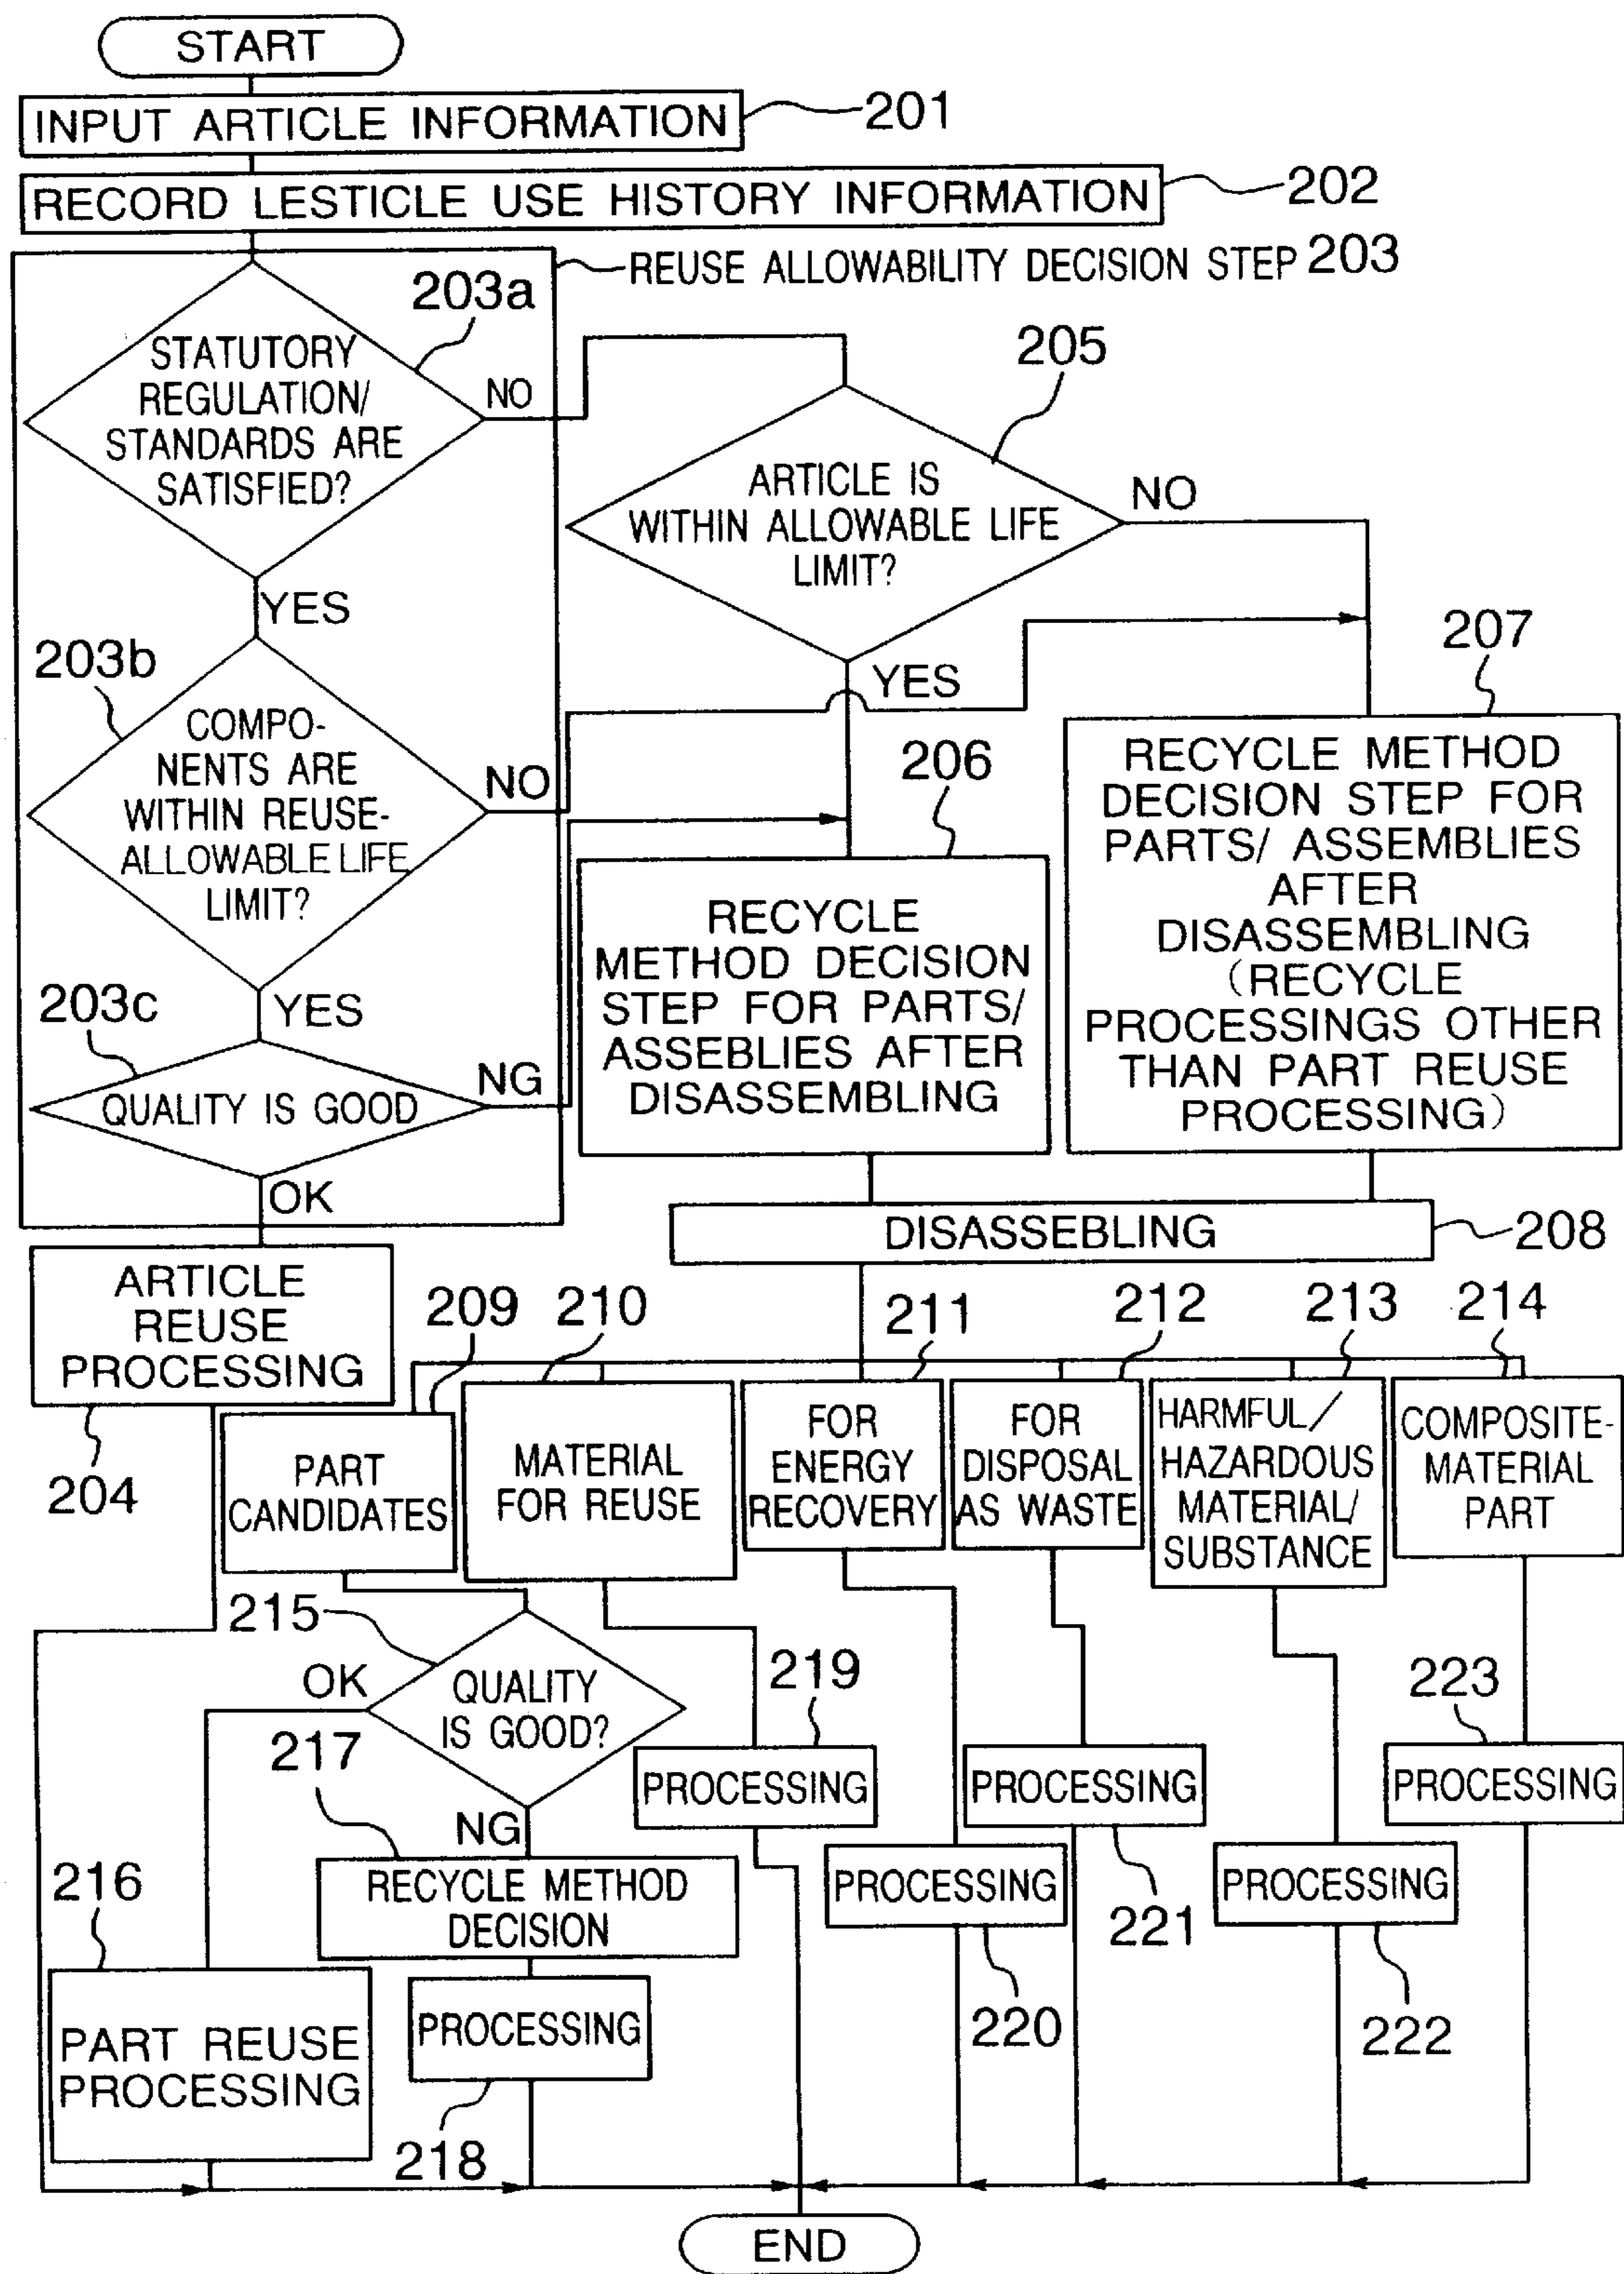 START
INPUT ARTICLE INFORMATION
201
RECORD LESTICLE USE HISTORY INFORMATION
202
REUSE ALLOWABILITY DECISION STEP 203
203a
STATUTORY
REGULATION/
STANDARDS ARE
SATISFIED?
NO
YES
205
ARTICLE IS
WITHIN ALLOWABLE LIFE
LIMIT?
NO
YES
203b
COMPO-
NENTS ARE
WITHIN REUSE-
ALLOWABLE LIFE
LIMIT?
NO
YES
207
RECYCLE METHOD
DECISION STEP FOR
PARTS/ ASSEMBLIES
AFTER
DISASSEMBLING
(RECYCLE
PROCESSINGS OTHER
THAN PART REUSE
PROCESSING)
206
RECYCLE
METHOD DECISION
STEP FOR PARTS/
ASSEBLIES AFTER
DISASSEMBLING
203c
QUALITY IS GOOD
NG
OK
DISASSEBLING
208
ARTICLE
REUSE
PROCESSING
204
209
PART
CANDIDATES
210
MATERIAL
FOR REUSE
211
FOR
ENERGY
RECOVERY
212
FOR
DISPOSAL
AS WASTE
213
HARMFUL/
HAZARDOUS
MATERIAL/
SUBSTANCE
214
COMPOSITE-
MATERIAL
PART
215
QUALITY
IS GOOD?
OK
NG
217
RECYCLE METHOD
DECISION
216
PART REUSE
PROCESSING
PROCESSING
218
219
PROCESSING
PROCESSING
220
PROCESSING
221
PROCESSING
222
223
PROCESSING
END